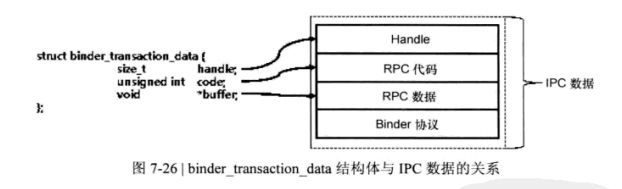 struct binder_transaction_data {
size_t handle;
unsigned int code;
void *buffer;
};
Handle
RPC 代码
RPC 数据
Binder 协议
IPC 数据
图 7-26 | binder_transaction_data 结构体与 IPC 数据的关系